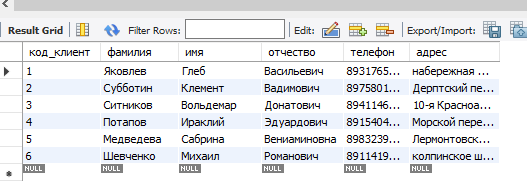 Result Grid Filter Rows: Edit: Export/Import:
код_клиент фамилия имя отчество телефон адрес
1 Яковлев Глеб Васильевич 8931765... набережная ...
2 Субботин Клемент Вадимович 8975801... Дерптский пе...
3 Ситников Вольдемар Донатович 8941146... 10-я Красноа...
4 Потапов Ираклий Эдуардович 8915404... Морской пере...
5 Медведева Сабрина Вениаминовна 8983239... Лермонтовск...
6 Шевченко Михаил Романович 8911419... колпинское ш...
NULL NULL NULL NULL NULL NULL